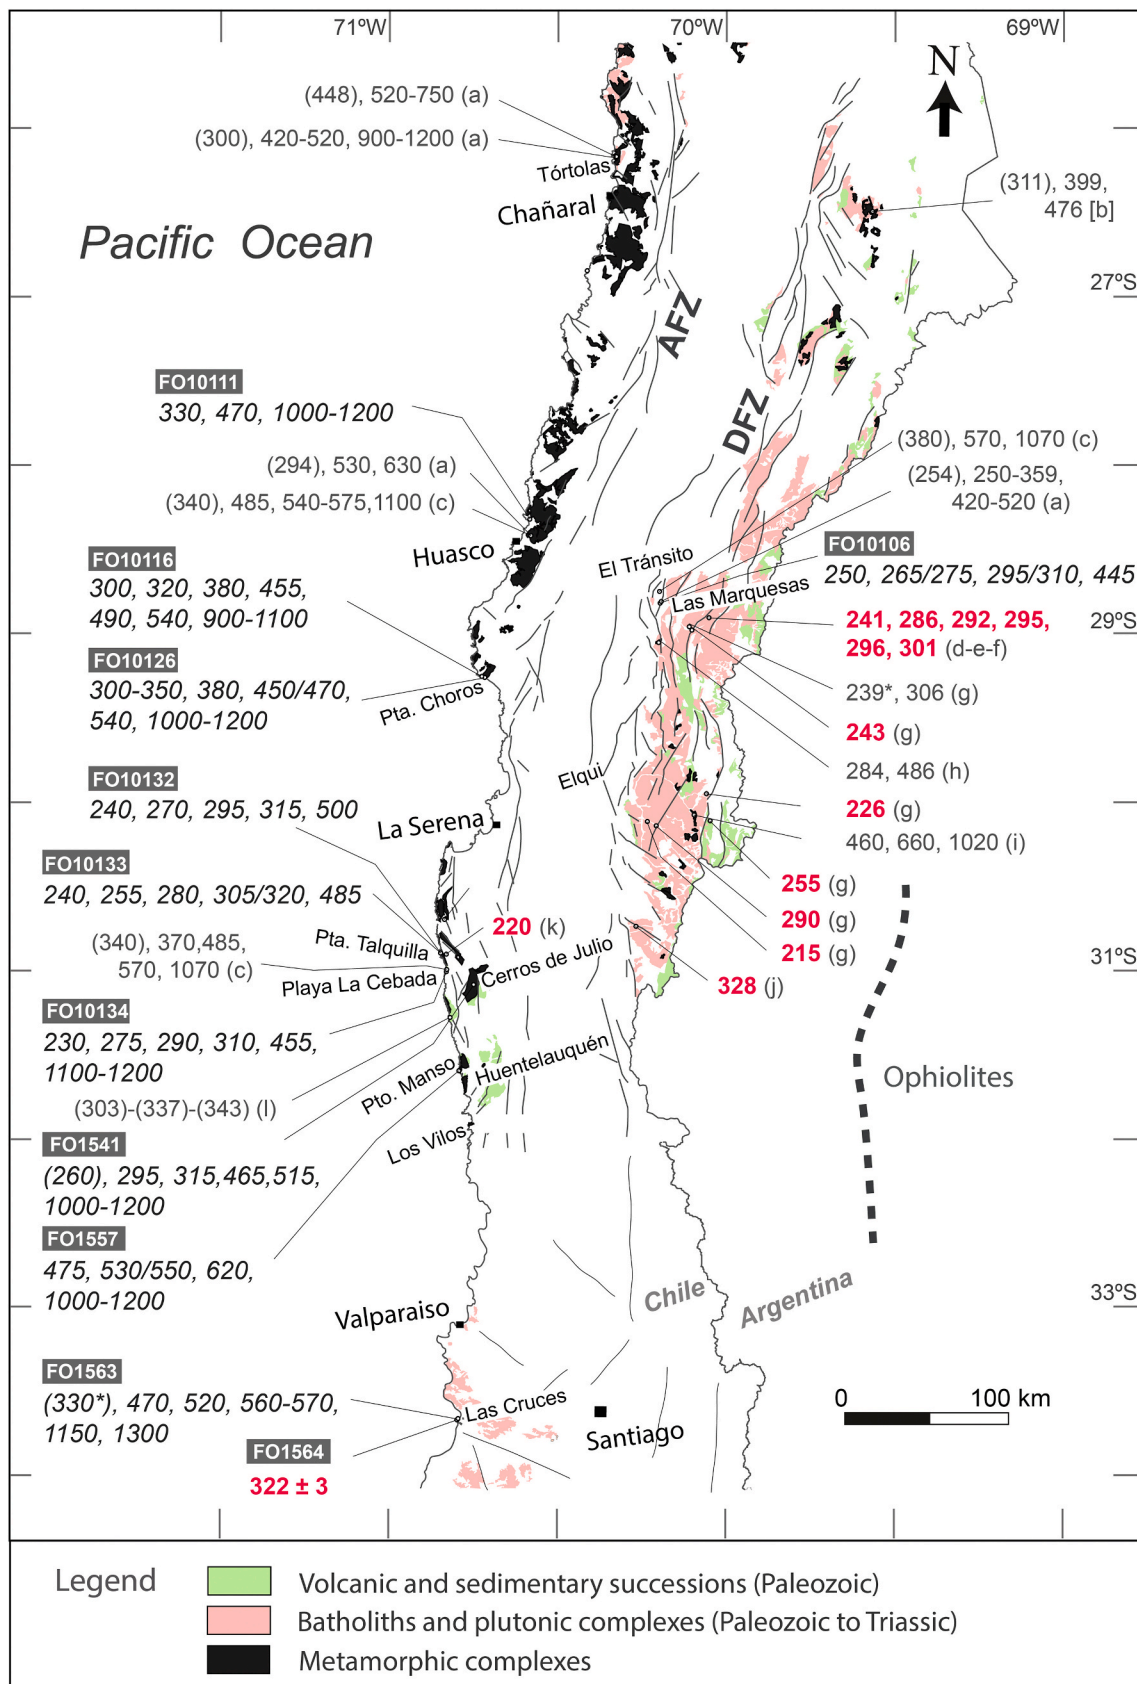 71ºW
70ºW
69ºW
N
(448), 520-750 (a)
(300), 420-520, 900-1200 (a)
Tórtolas
Chañaral
(311), 399,
476 [b]
Pacific Ocean
27ºS
AFZ
DFZ
FO10111
330, 470, 1000-1200
(294), 530, 630 (a)
(340), 485, 540-575,1100 (c)
Huasco
(380), 570, 1070 (c)
(254), 250-359,
420-520 (a)
FO10106
250, 265/275, 295/310, 445
El Tránsito
Las Marquesas
FO10116
300, 320, 380, 455,
490, 540, 900-1100
241, 286, 292, 295,
296, 301 (d-e-f)
29ºS
FO10126
300-350, 380, 450/470,
540, 1000-1200
Pta. Choros
239*, 306 (g)
243 (g)
284, 486 (h)
Elqui
FO10132
240, 270, 295, 315, 500
La Serena
226 (g)
460, 660, 1020 (i)
FO10133
240, 255, 280, 305/320, 485
255 (g)
290 (g)
215 (g)
220 (k)
Pta. Talquilla
(340), 370,485,
570, 1070 (c)
Playa La Cebada
Cerros de Julio
328 (j)
31ºS
FO10134
230, 275, 290, 310, 455,
1100-1200
(303)-(337)-(343) (l)
Pto. Manso
Huentelauquén
Ophiolites
Los Vilos
FO1541
(260), 295, 315,465,515,
1000-1200
FO1557
475, 530/550, 620,
1000-1200
Chile
Argentina
33ºS
Valparaiso
FO1563
(330*), 470, 520, 560-570,
1150, 1300
Las Cruces
Santiago
0 100 km
FO1564
322 ± 3
Legend
Volcanic and sedimentary successions (Paleozoic)
Batholiths and plutonic complexes (Paleozoic to Triassic)
Metamorphic complexes